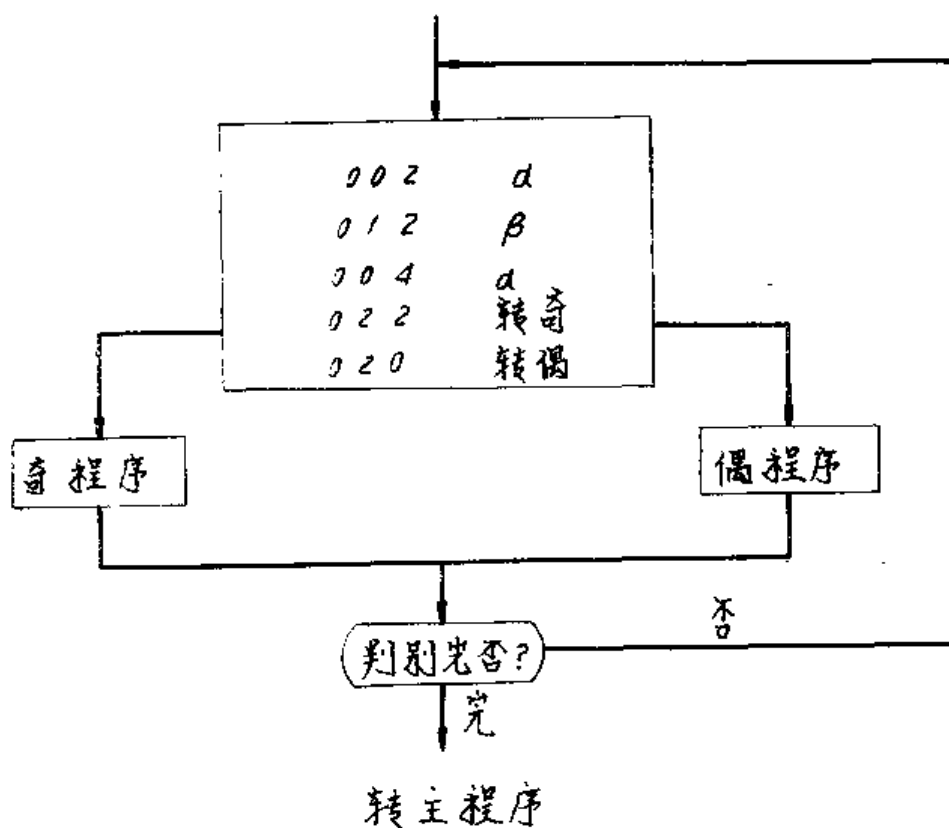 002 α
012 β
004 α
022 转奇
020 转偶
奇程序
偶程序
否
判别完否?
完
转主程序